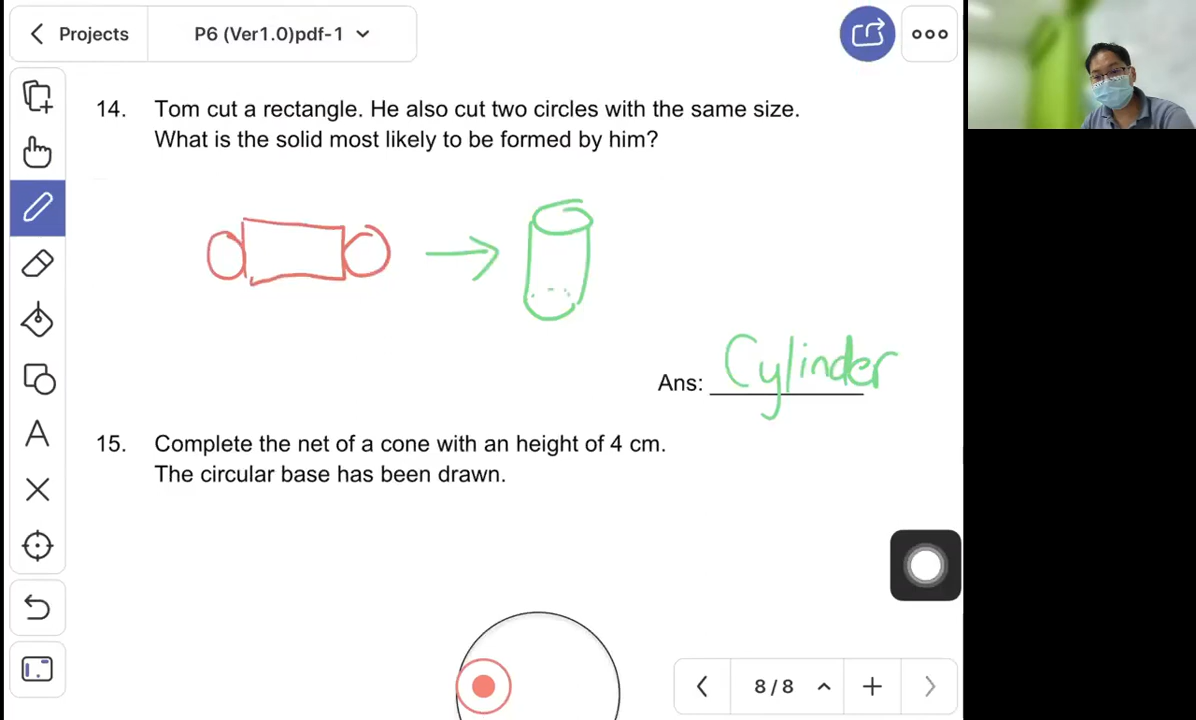 Projects
P6 (Ver1.0)pdf-1
14. Tom cut a rectangle. He also cut two circles with the same size.
What is the solid most likely to be formed by him?
Ans: Cylinder
15. Complete the net of a cone with an height of 4 cm.
The circular base has been drawn.
A
8/8